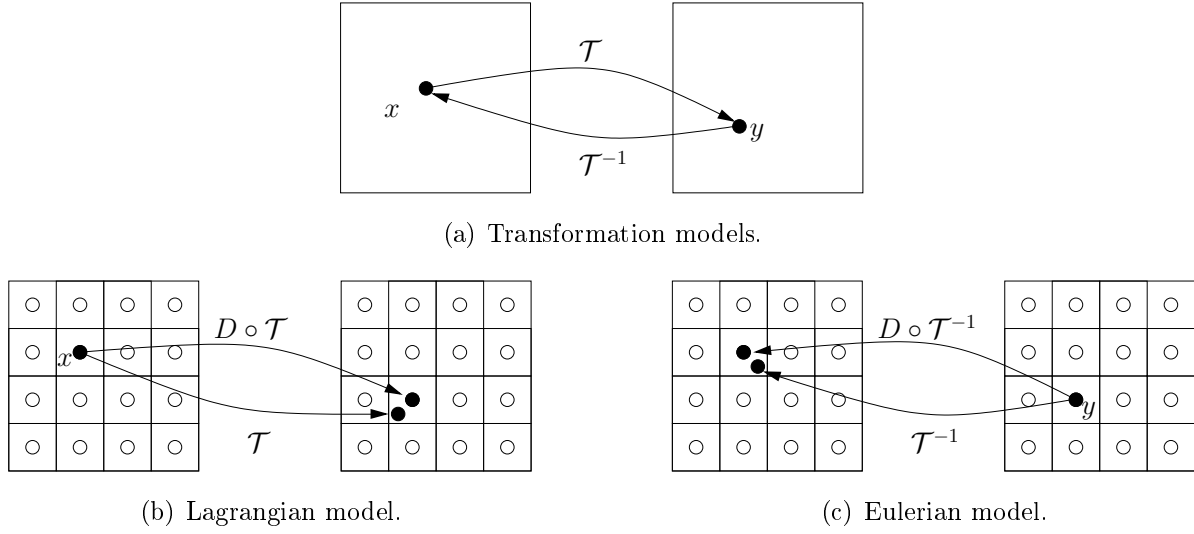 𝒯
x
y
𝒯⁻¹
(a) Transformation models.
D ∘ 𝒯
x
𝒯
(b) Lagrangian model.
D ∘ 𝒯⁻¹
y
𝒯⁻¹
(c) Eulerian model.